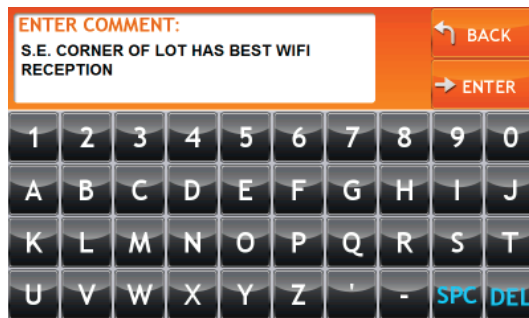 ENTER COMMENT:
S.E. CORNER OF LOT HAS BEST WIFI
RECEPTION
BACK
ENTER
1 2 3 4 5 6 7 8 9 0
A B C D E F G H I J
K L M N O P Q R S T
U V W X Y Z ' - SPC DEL